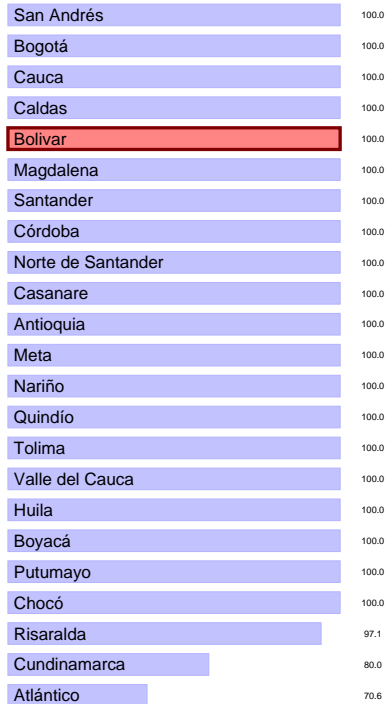 San Andrés 100.0
Bogotá 100.0
Cauca 100.0
Caldas 100.0
Bolivar 100.0
Magdalena 100.0
Santander 100.0
Córdoba 100.0
Norte de Santander 100.0
Casanare 100.0
Antioquia 100.0
Meta 100.0
Nariño 100.0
Quindío 100.0
Tolima 100.0
Valle del Cauca 100.0
Huila 100.0
Boyacá 100.0
Putumayo 100.0
Chocó 100.0
Risaralda 97.1
Cundinamarca 80.0
Atlántico 70.6